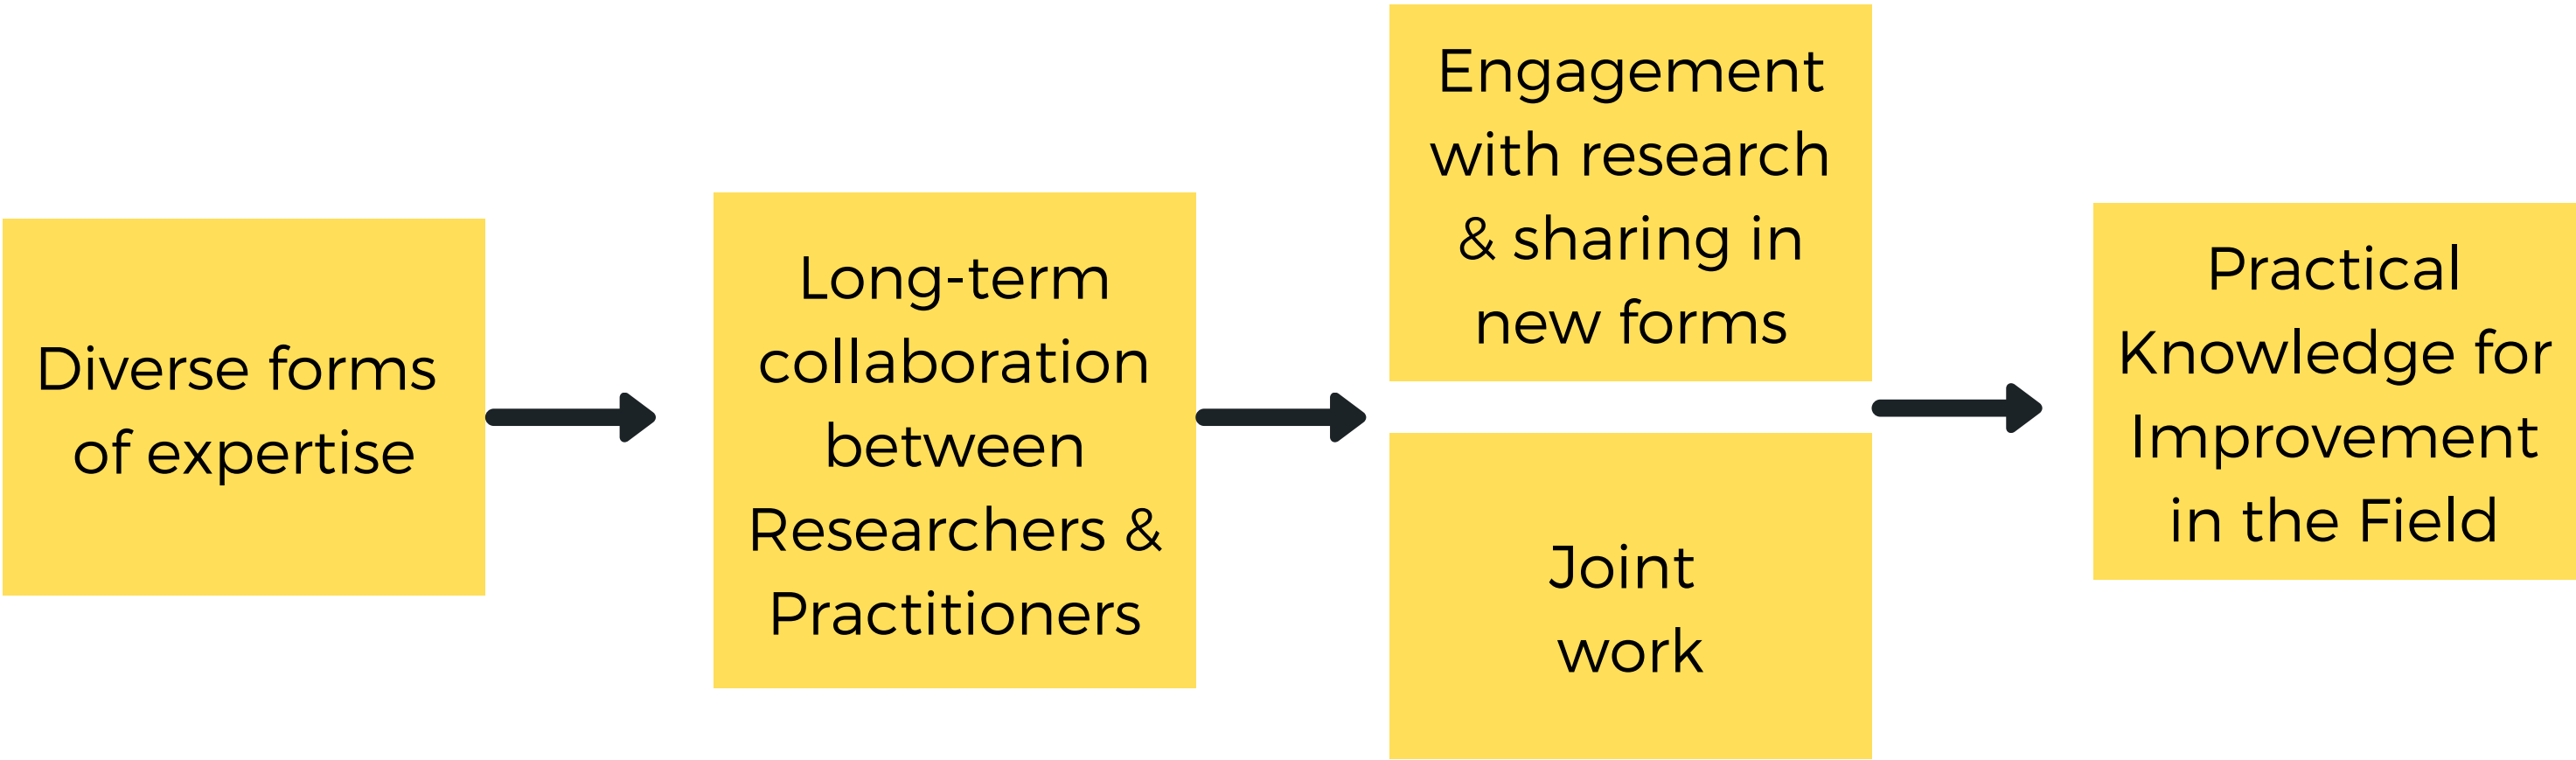 Diverse forms
of expertise
Long-term
collaboration
between
Researchers &
Practitioners
Engagement
with research
& sharing in
new forms
Joint
work
Practical
Knowledge for
Improvement
in the Field